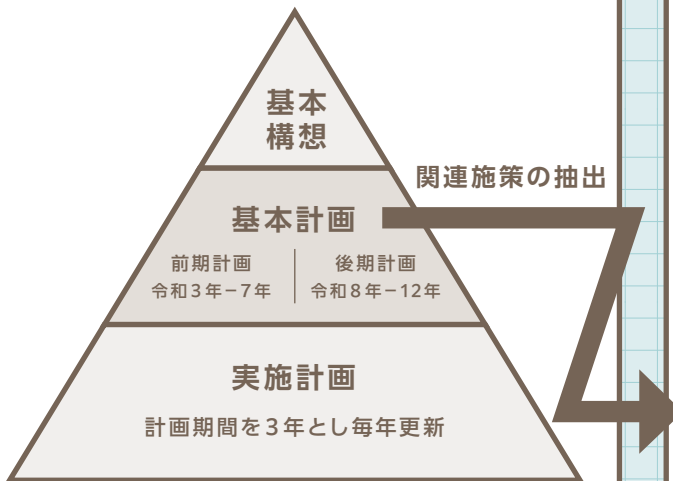 基本
構想
関連施策の抽出
基本計画
前期計画
令和3年−7年
後期計画
令和8年−12年
実施計画
計画期間を3年とし毎年更新